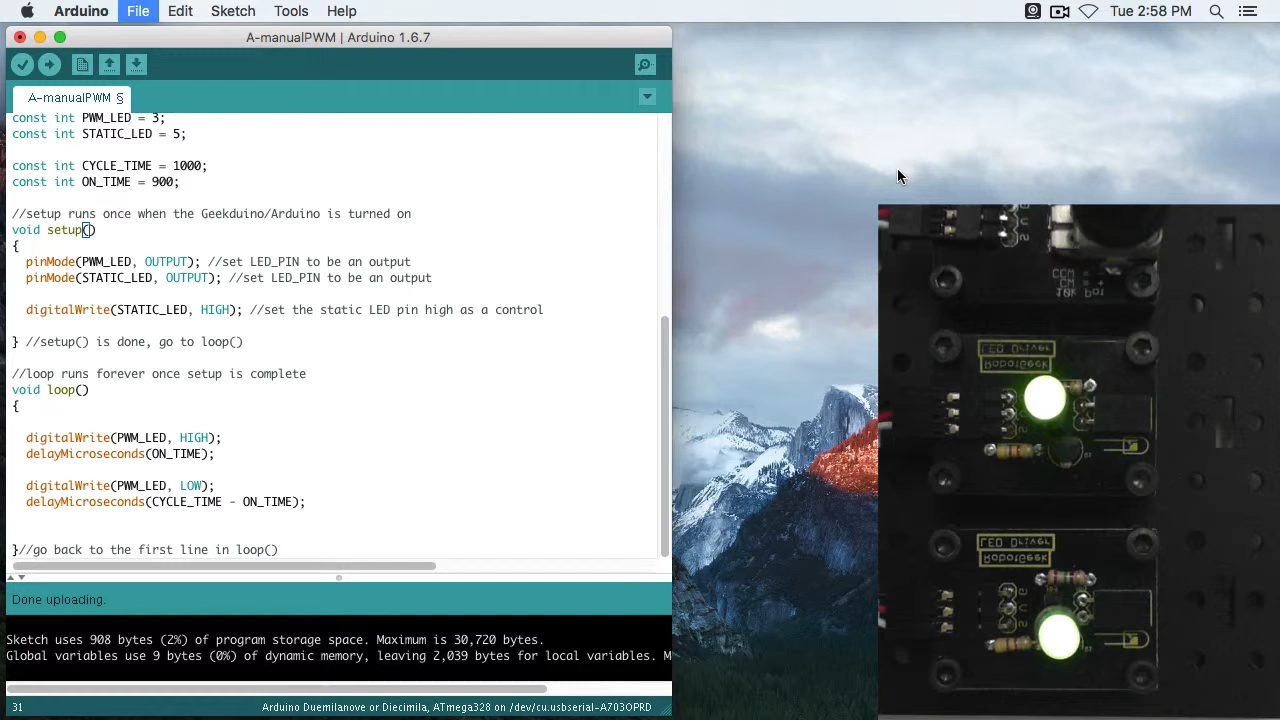 Arduino File Edit Sketch Tools Help Tue 2:58 PM
A-manualPWM | Arduino 1.6.7
A-manualPWM §
const int PWM_LED = 3;
const int STATIC_LED = 5;
const int CYCLE_TIME = 1000;
const int ON_TIME = 900;
//setup runs once when the Geekduino/Arduino is turned on
void setup()
{
pinMode(PWM_LED, OUTPUT); //set LED_PIN to be an output
pinMode(STATIC_LED, OUTPUT); //set LED_PIN to be an output
digitalWrite(STATIC_LED, HIGH); //set the static LED pin high as a control
} //setup() is done, go to loop()
//loop runs forever once setup is complete
void loop()
{
digitalWrite(PWM_LED, HIGH);
delayMicroseconds(ON_TIME);
digitalWrite(PWM_LED, LOW);
delayMicroseconds(CYCLE_TIME - ON_TIME);
}//go back to the first line in loop()
Done uploading.
Sketch uses 908 bytes (2%) of program storage space. Maximum is 30,720 bytes.
Global variables use 9 bytes (0%) of dynamic memory, leaving 2,039 bytes for local variables. M
31 Arduino Duemilanove or Diecimila, ATmega328 on /dev/cu.usbserial-A703OPRD
10K Pot
LED Driver
RobotGeek
LED Driver
RobotGeek